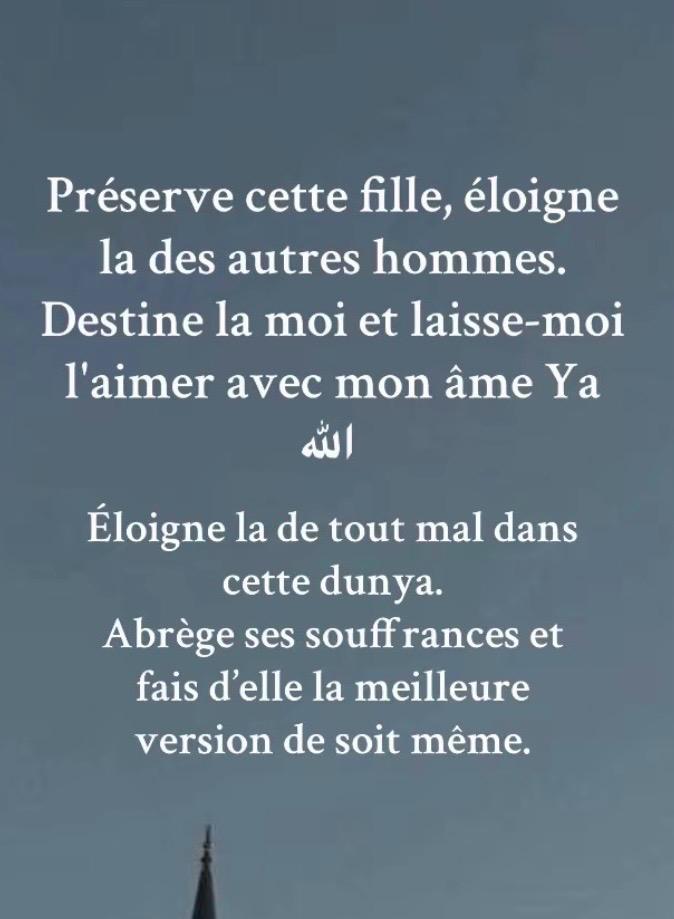 Préserve cette fille, éloigne
la des autres hommes.
Destine la moi et laisse-moi
l'aimer avec mon âme Ya
الله
Éloigne la de tout mal dans
cette dunya.
Abrège ses souffrances et
fais d’elle la meilleure
version de soit même.